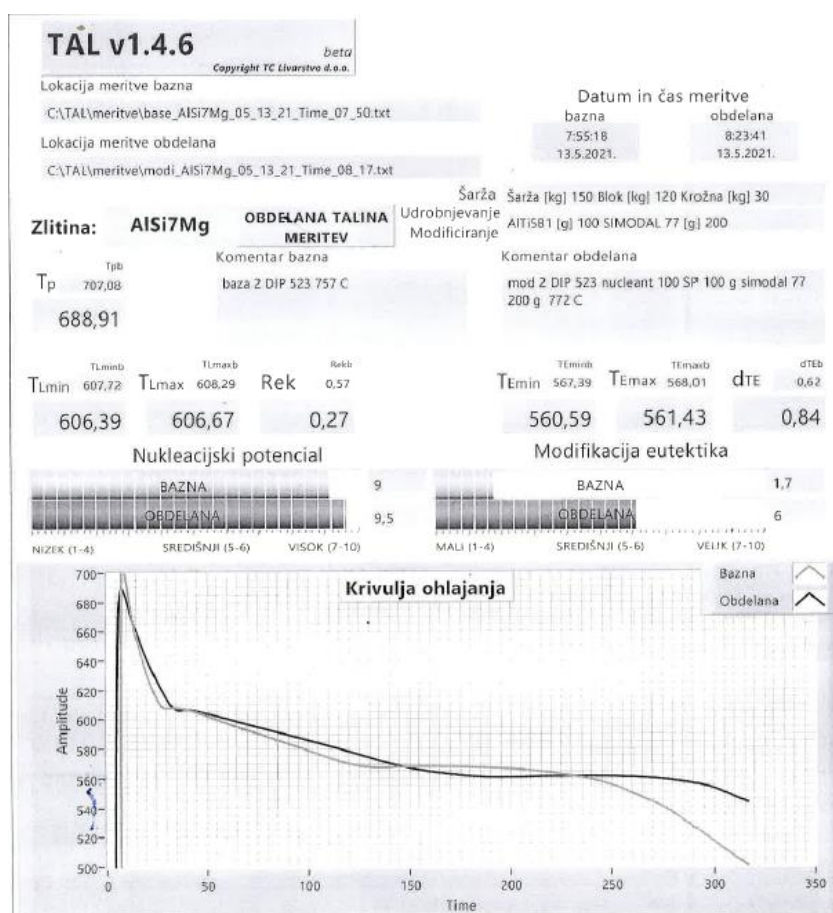 TAL v1.4.6
beta
Copyright TC Livarstvo d.o.o.
Lokacija meritve bazna
C:\TAL\meritve\base_AlSi7Mg_05_13_21_Time_07_50.txt
Lokacija meritve obdelana
C:\TAL\meritve\modi_AlSi7Mg_05_13_21_Time_08_17.txt
Datum in čas meritve
bazna obdelana
7:55:18 8:23:41
13.5.2021. 13.5.2021.
Zlitina: AlSi7Mg
OBDELANA TALINA
MERITEV
Šarža Šarža [kg] 150 Blok [kg] 120 Krožna [kg] 30
Udrobnjevanje
Modificiranje
AlTi5B1 [g] 100 SIMODAL 77 [g] 200
Tpb
Tp 707,08
688,91
Komentar bazna
baza 2 DIP 523 757 C
Komentar obdelana
mod 2 DIP 523 nucleant 100 SP 100 g simodal 77
200 g 772 C
TLminb TLmaxb Rekb
TLmin 607,72 TLmax 608,29 Rek 0,57
606,39 606,67 0,27
TEminb TEmaxb dTEb
TEmin 567,39 TEmax 568,01 dTE 0,62
560,59 561,43 0,84
Nukleacijski potencial
BAZNA 9
OBDELANA 9,5
NIZEK (1-4) SREDIŠNJI (5-6) VISOK (7-10)
Modifikacija eutektika
BAZNA 1,7
OBDELANA 6
MALI (1-4) SREDIŠNJI (5-6) VELIK (7-10)
Krivulja ohlajanja
Bazna
Obdelana
Amplitude
700
680
660
640
620
600
580
560
540
520
500
0 50 100 150 200 250 300 350
Time